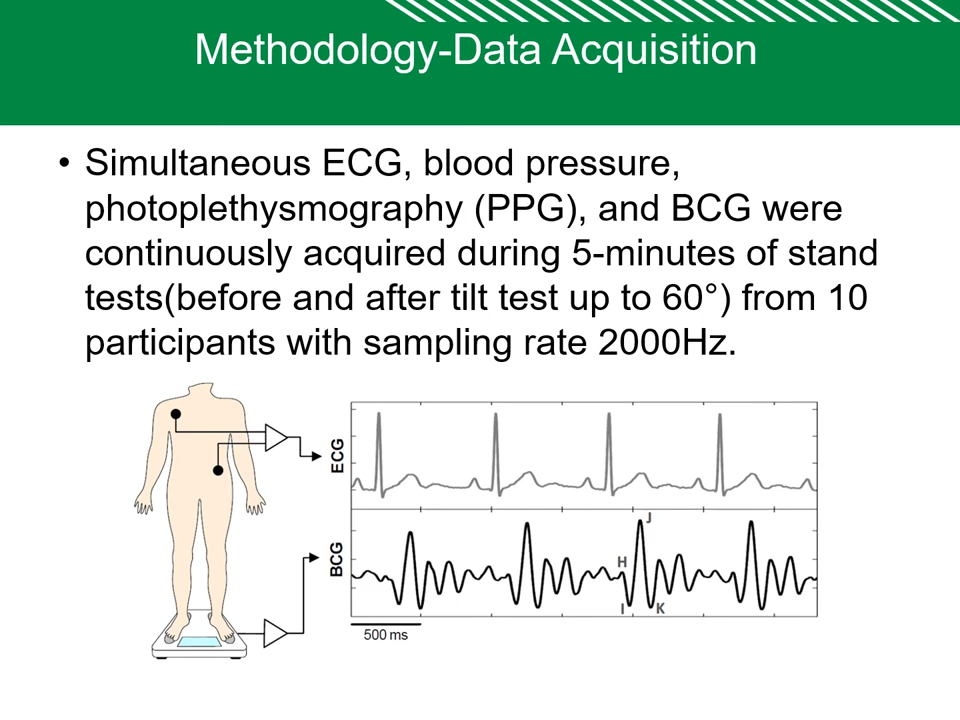 Methodology-Data Acquisition
• Simultaneous ECG, blood pressure,
photoplethysmography (PPG), and BCG were
continuously acquired during 5-minutes of stand
tests(before and after tilt test up to 60°) from 10
participants with sampling rate 2000Hz.
ECG
BCG
J
H
I
K
500 ms